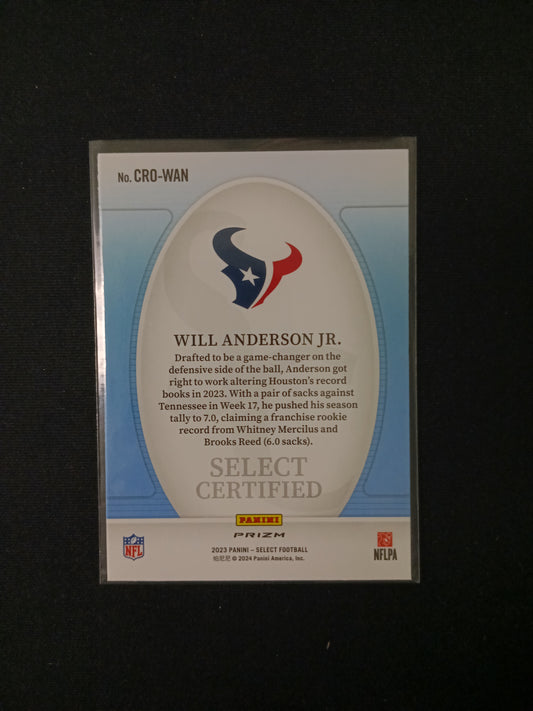 No. CRO-WAN
WILL ANDERSON JR.
Drafted to be a game-changer on the
defensive side of the ball, Anderson got
right to work altering Houston's record
books in 2023. With a pair of sacks against
Tennessee in Week 17, he pushed his season
tally to 7.0, claiming a franchise rookie
record from Whitney Mercilus and
Brooks Reed (6.0 sacks).
SELECT
CERTIFIED
PANINI
PRIZM
2023 PANINI – SELECT FOOTBALL
帕尼尼 © 2024 Panini America, Inc.
NFL
NFLPA